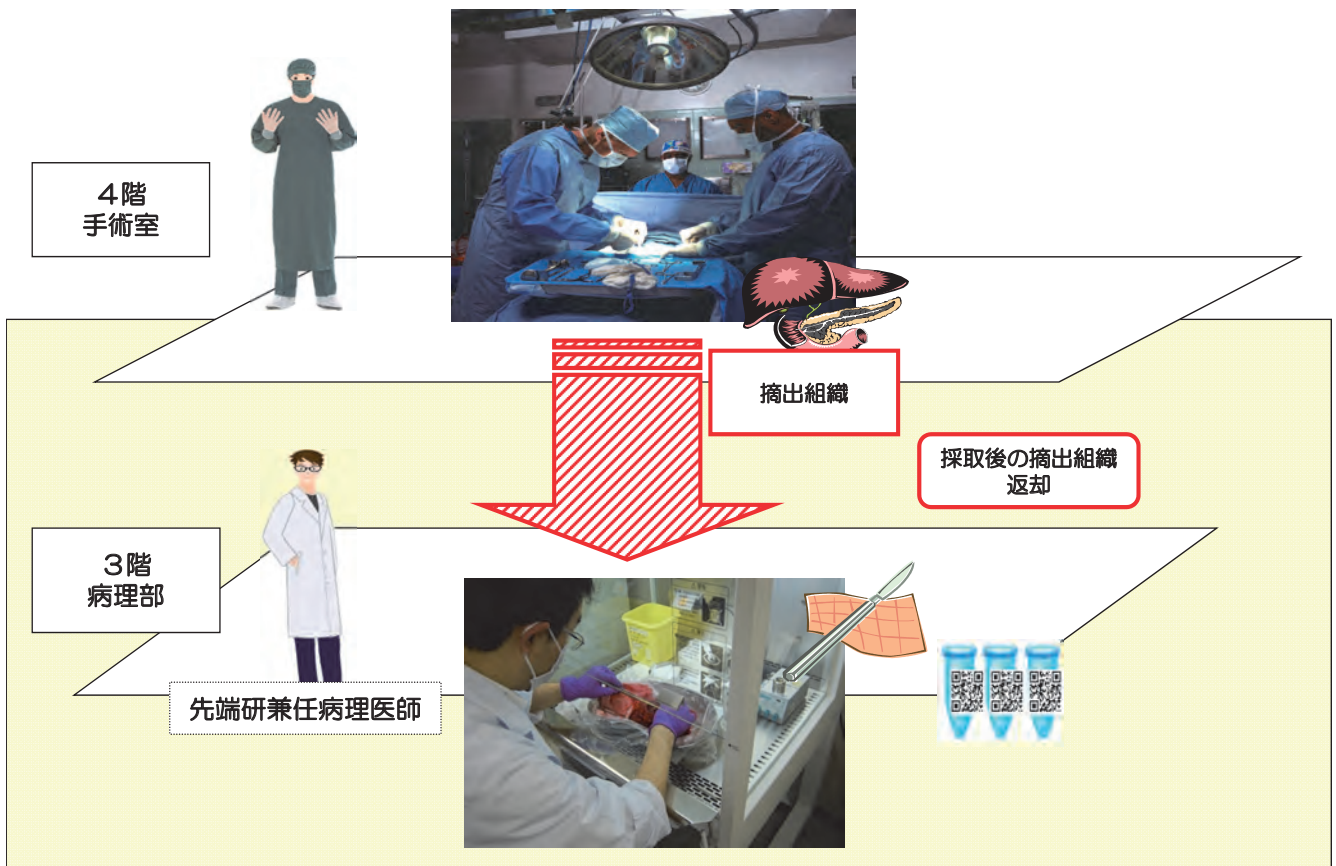 4階
手術室
摘出組織
採取後の摘出組織
返却
3階
病理部
先端研兼任病理医師